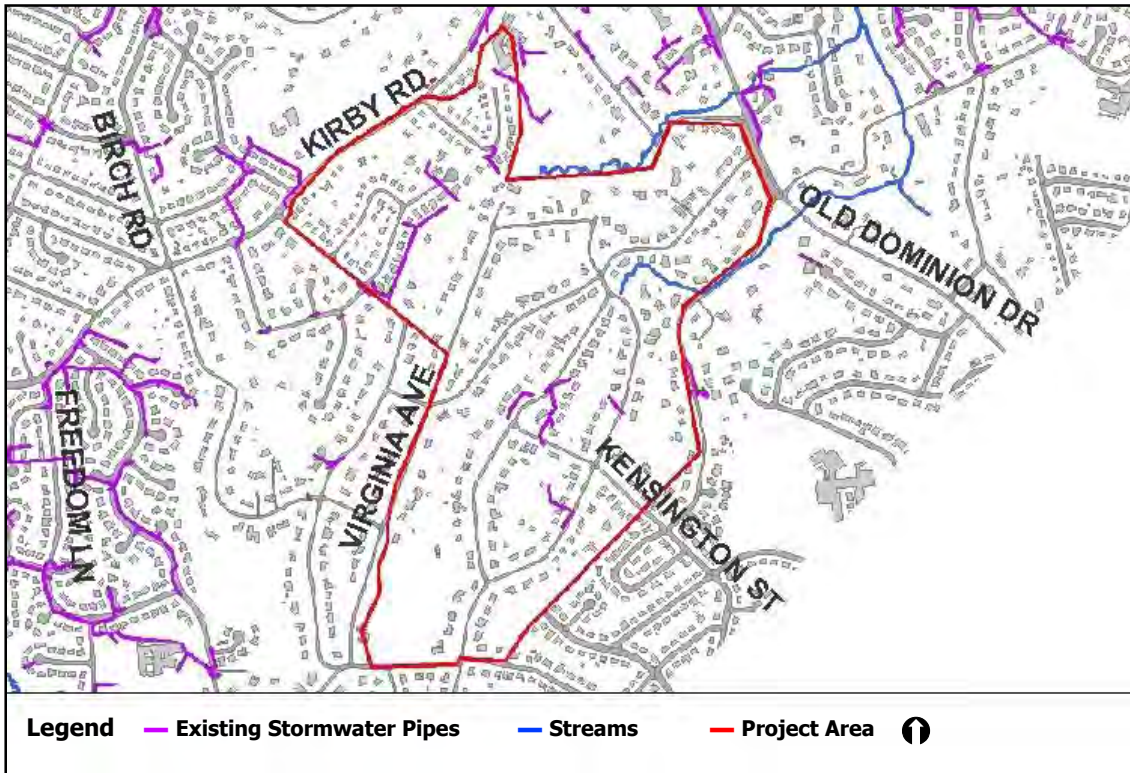 KIRBY RD
BIRCH RD
OLD DOMINION DR
VIRGINIA AVE
FREEDOM LN
KENSINGTON ST
Legend Existing Stormwater Pipes Streams Project Area